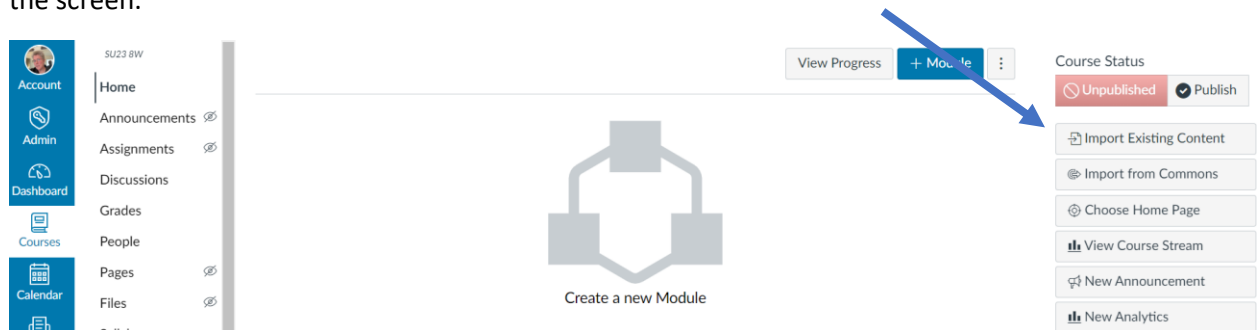 the screen.
SU23 8W
Account
Admin
Dashboard
Courses
Calendar
Home
Announcements
Assignments
Discussions
Grades
People
Pages
Files
View Progress
+ Module
Create a new Module
Course Status
Unpublished
Publish
Import Existing Content
Import from Commons
Choose Home Page
View Course Stream
New Announcement
New Analytics